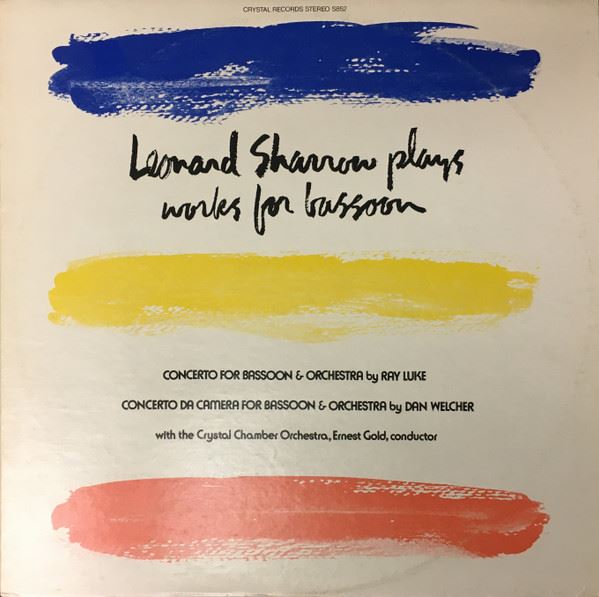 CRYSTAL RECORDS STEREO S852
Leonard Sharrow plays
works for bassoon
CONCERTO FOR BASSOON & ORCHESTRA by RAY LUKE
CONCERTO DA CAMERA FOR BASSOON & ORCHESTRA by DAN WELCHER
with the Crystal Chamber Orchestra, Ernest Gold, conductor